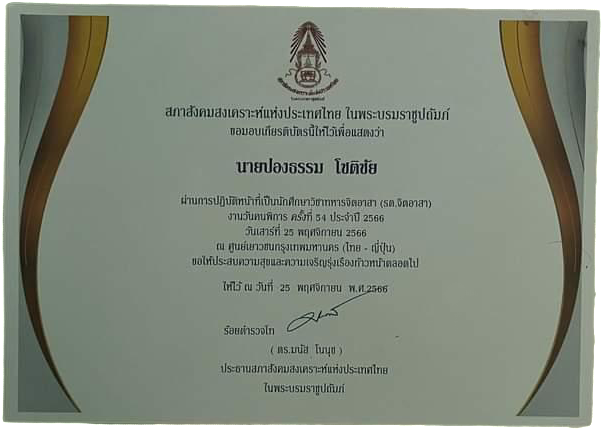 สภาสังคมสงเคราะห์แห่งประเทศไทย ในพระบรมราชูปถัมภ์
ขอมอบเกียรติบัตรนี้ให้ไว้เพื่อแสดงว่า
นายปองธรรม โชติชัย
ผ่านการปฏิบัติหน้าที่เป็นนักศึกษาวิชาทหารจิตอาสา (รด.จิตอาสา)
งานวันคนพิการ ครั้งที่ 54 ประจำปี 2566
วันเสาร์ที่ 25 พฤศจิกายน 2566
ณ ศูนย์เยาวชนกรุงเทพมหานคร (ไทย - ญี่ปุ่น)
ขอให้ประสบความสุขและความเจริญรุ่งเรืองก้าวหน้าตลอดไป
ให้ไว้ ณ วันที่ 25 พฤศจิกายน พ.ศ.2566
ร้อยตำรวจโท
( ดร.มนัส โนนุช )
ประธานสภาสังคมสงเคราะห์แห่งประเทศไทย
ในพระบรมราชูปถัมภ์